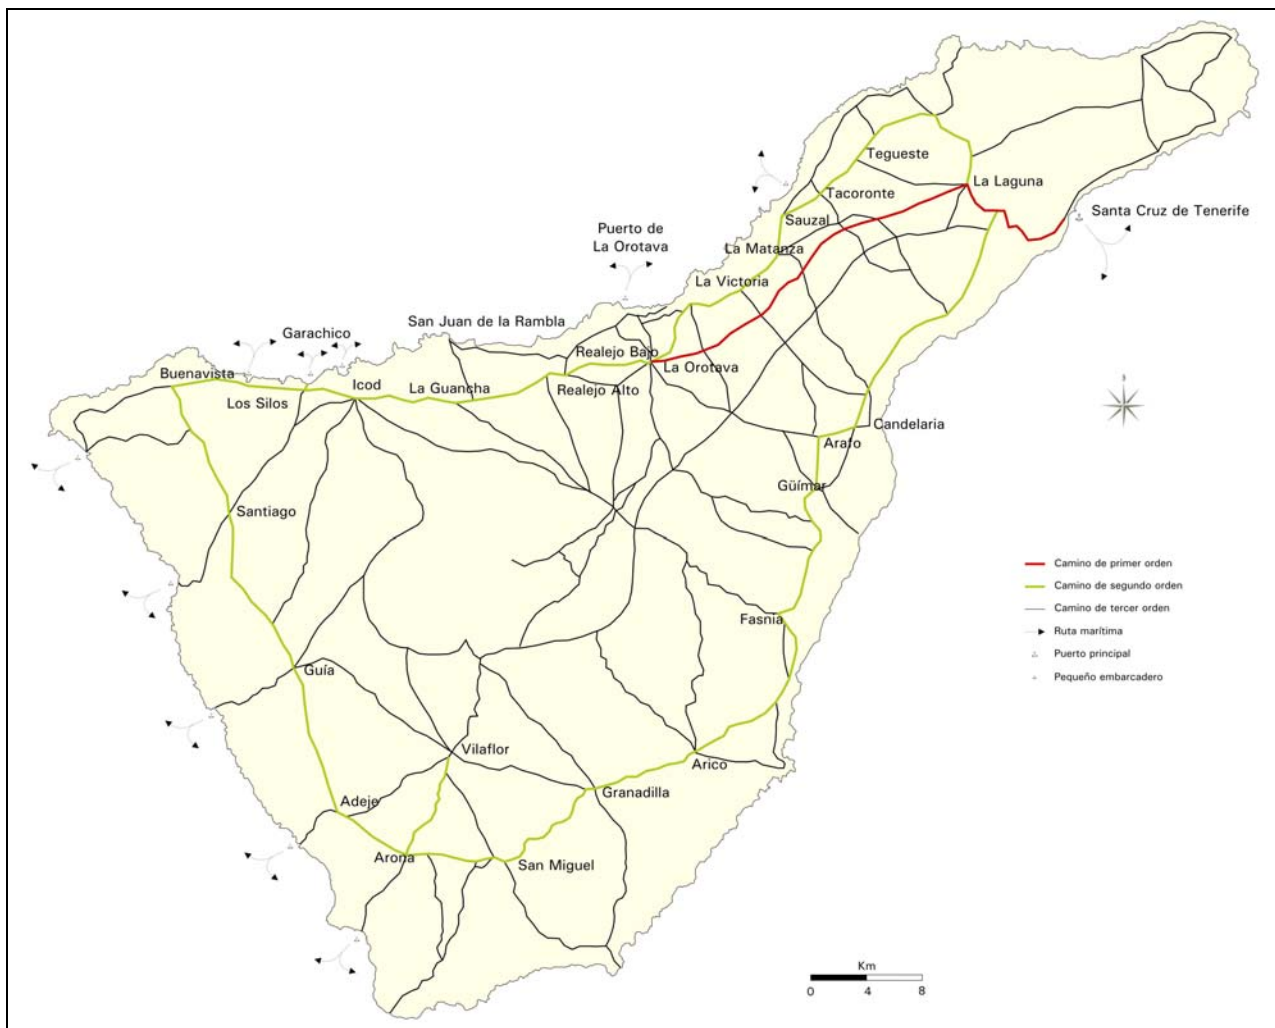 Tegueste
La Laguna
Tacoronte
Santa Cruz de Tenerife
Sauzal
Puerto de
La Orotava
La Matanza
La Victoria
San Juan de la Rambla
Garachico
Realejo Bajo
La Orotava
Buenavista
Icod
La Guancha
Realejo Alto
Los Silos
Candelaria
Arafo
Güímar
Santiago
Camino de primer orden
Camino de segundo orden
Camino de tercer orden
Ruta marítima
Puerto principal
Pequeño embarcadero
Fasnia
Guía
Vilaflor
Arico
Granadilla
Adeje
Arona
San Miguel
Km
0 4 8